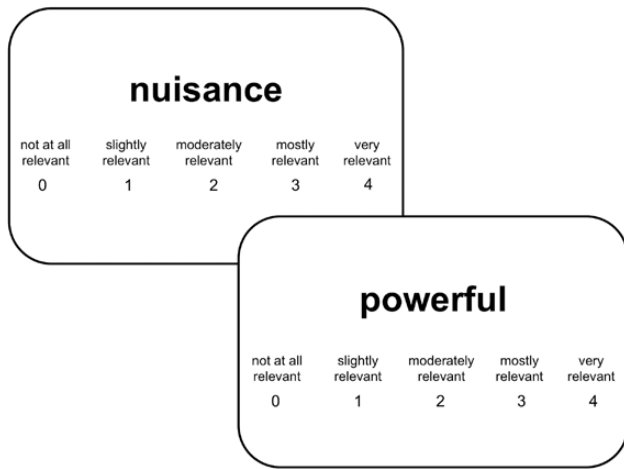 nuisance
not at all slightly moderately mostly very
relevant relevant relevant relevant relevant
0 1 2 3 4
powerful
not at all slightly moderately mostly very
relevant relevant relevant relevant relevant
0 1 2 3 4